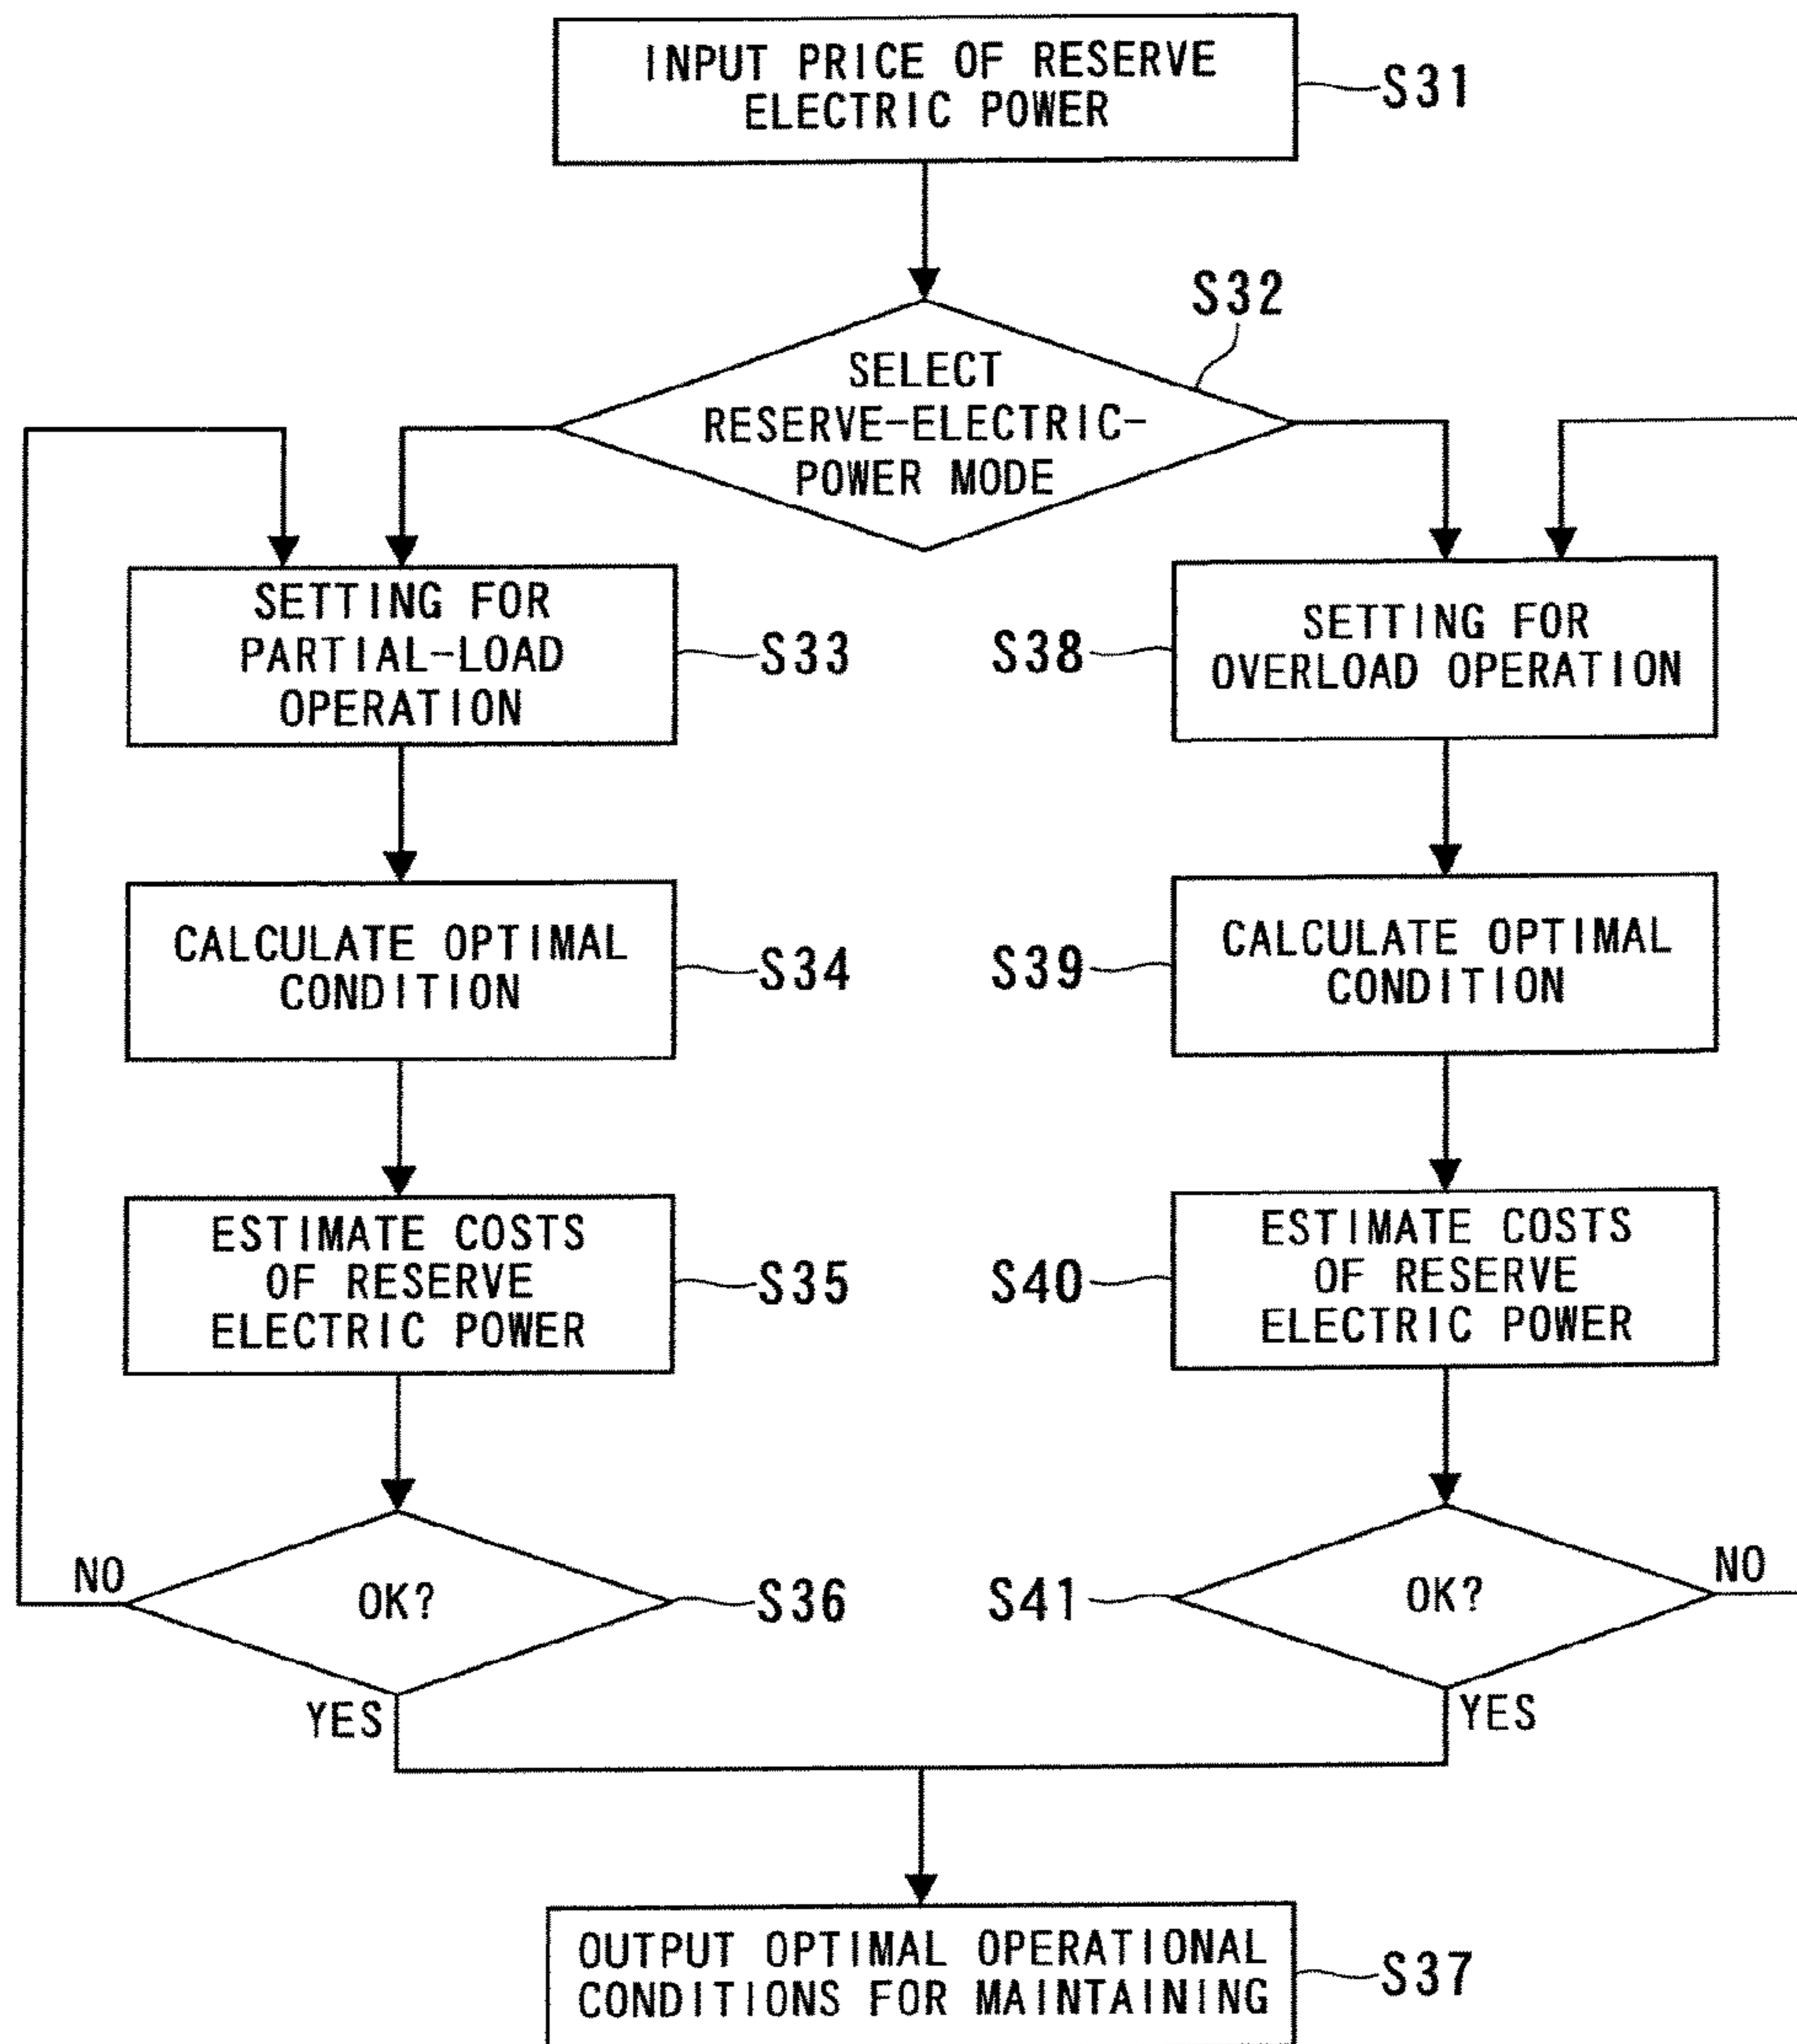 INPUT PRICE OF RESERVE
ELECTRIC POWER
S31
S32
SELECT
RESERVE-ELECTRIC-
POWER MODE
SETTING FOR
PARTIAL-LOAD
OPERATION
S33
S38
SETTING FOR
OVERLOAD OPERATION
CALCULATE OPTIMAL
CONDITION
S34
S39
CALCULATE OPTIMAL
CONDITION
ESTIMATE COSTS
OF RESERVE
ELECTRIC POWER
S35
S40
ESTIMATE COSTS
OF RESERVE
ELECTRIC POWER
NO
OK?
S36
YES
S41
OK?
NO
YES
OUTPUT OPTIMAL OPERATIONAL
CONDITIONS FOR MAINTAINING
S37